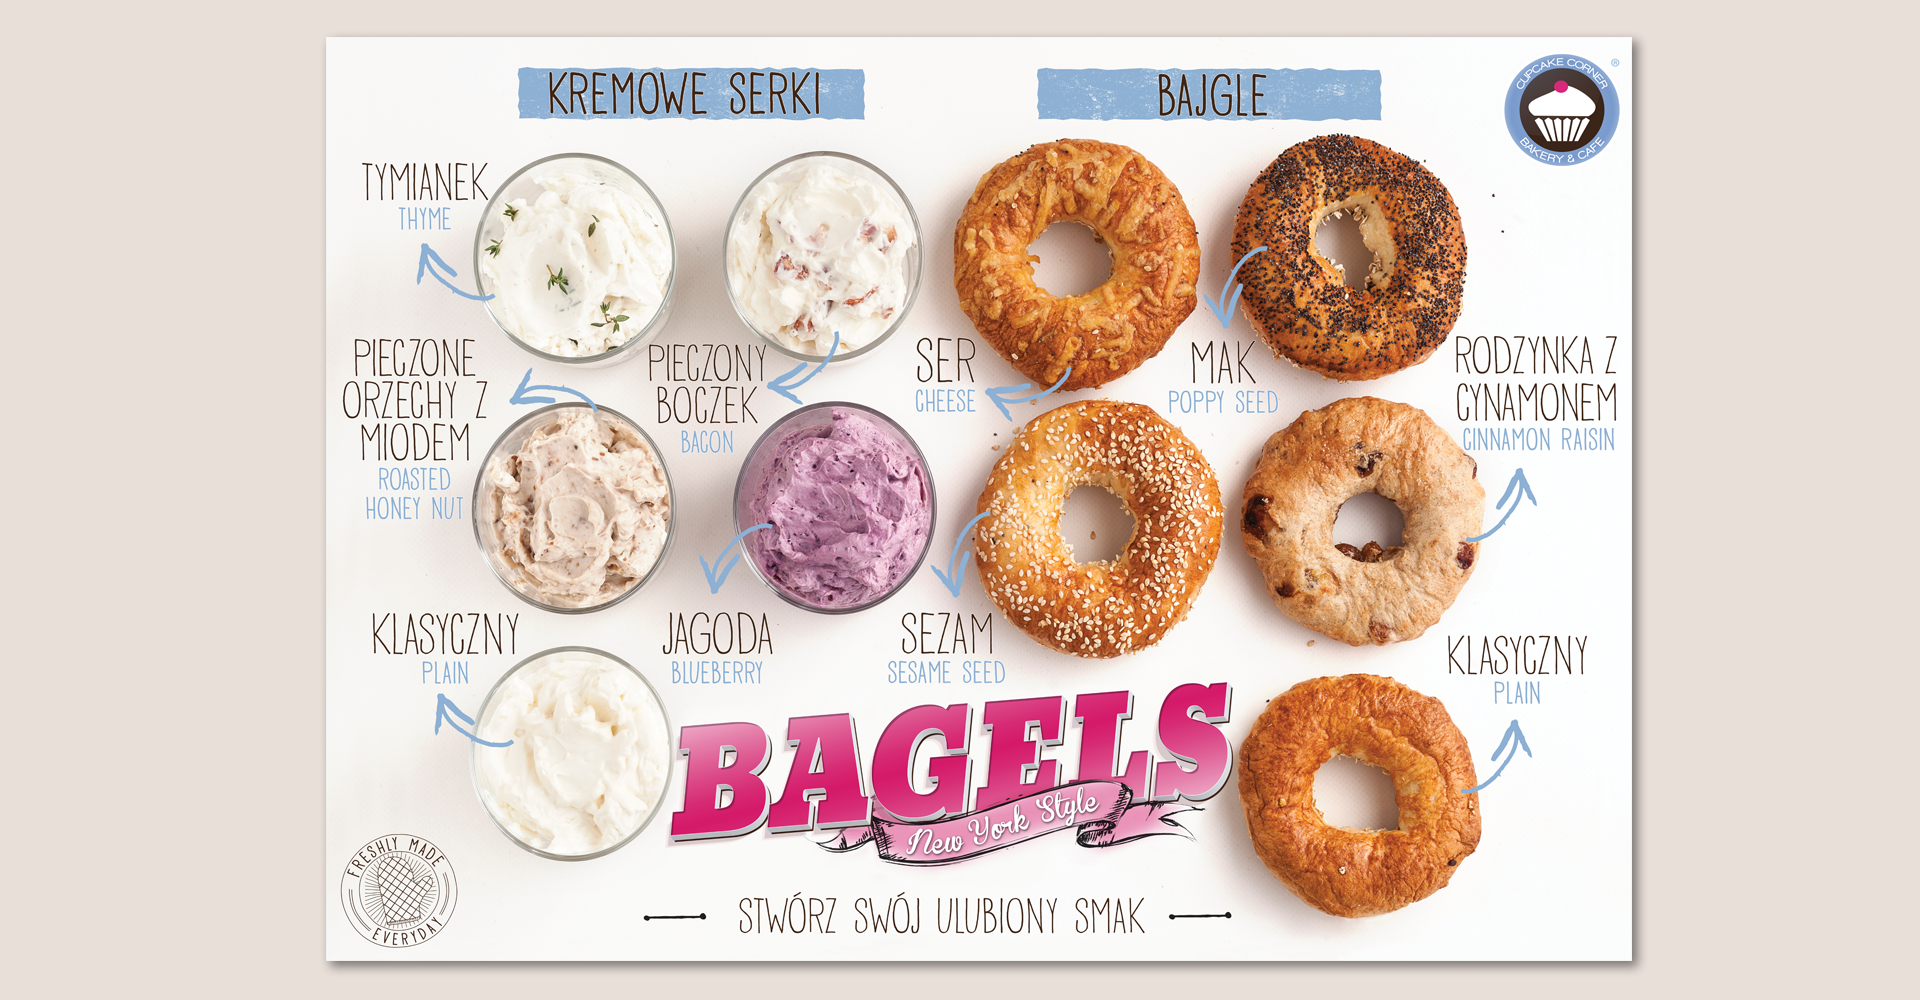 KREMOWE SERKI
BAJGLE
CUPCAKE CORNER
BAKERY & CAFE
®
TYMIANEK
THYME
PIECZONE
ORZECHY Z
MIODEM
ROASTED
HONEY NUT
PIECZONY
BOCZEK
BACON
SER
CHEESE
MAK
POPPY SEED
RODZYNKA Z
CYNAMONEM
CINNAMON RAISIN
KLASYCZNY
PLAIN
JAGODA
BLUEBERRY
SEZAM
SESAME SEED
KLASYCZNY
PLAIN
BAGELS
New York Style
FRESHLY MADE
EVERYDAY
STWÓRZ SWÓJ ULUBIONY SMAK